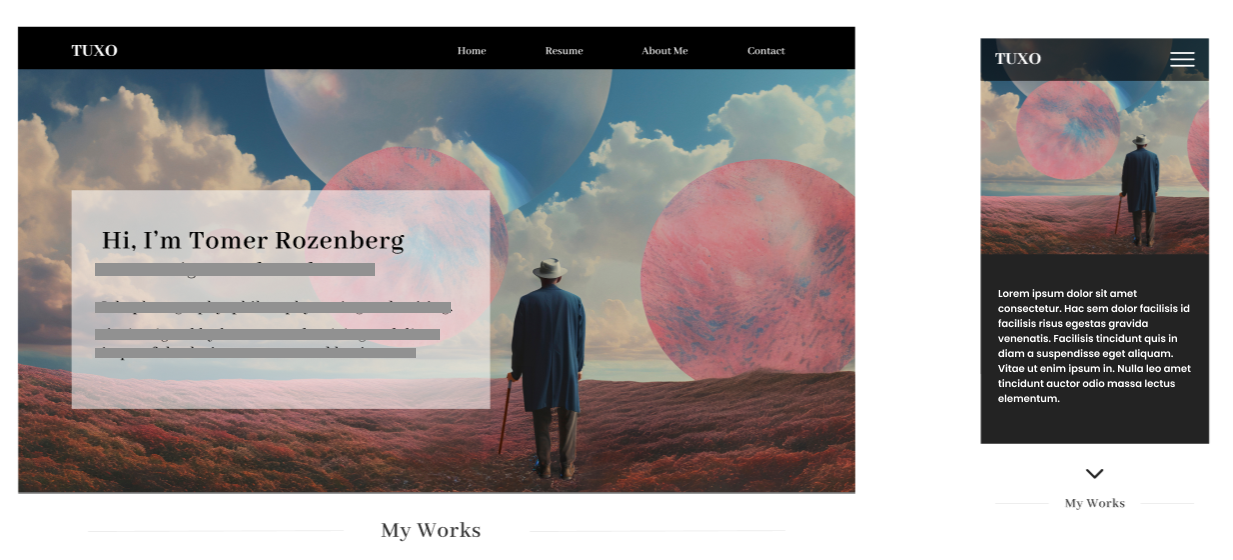 TUXO
Home Resume About Me Contact
Hi, I'm Tomer Rozenberg
My Works
TUXO
Lorem ipsum dolor sit amet
consectetur. Hac sem dolor facilisis id
facilisis risus egestas gravida
venenatis. Facilisis tincidunt quis in
diam a suspendisse eget aliquam.
Vitae ut enim ipsum in. Nulla leo amet
tincidunt auctor odio massa lectus
elementum.
My Works